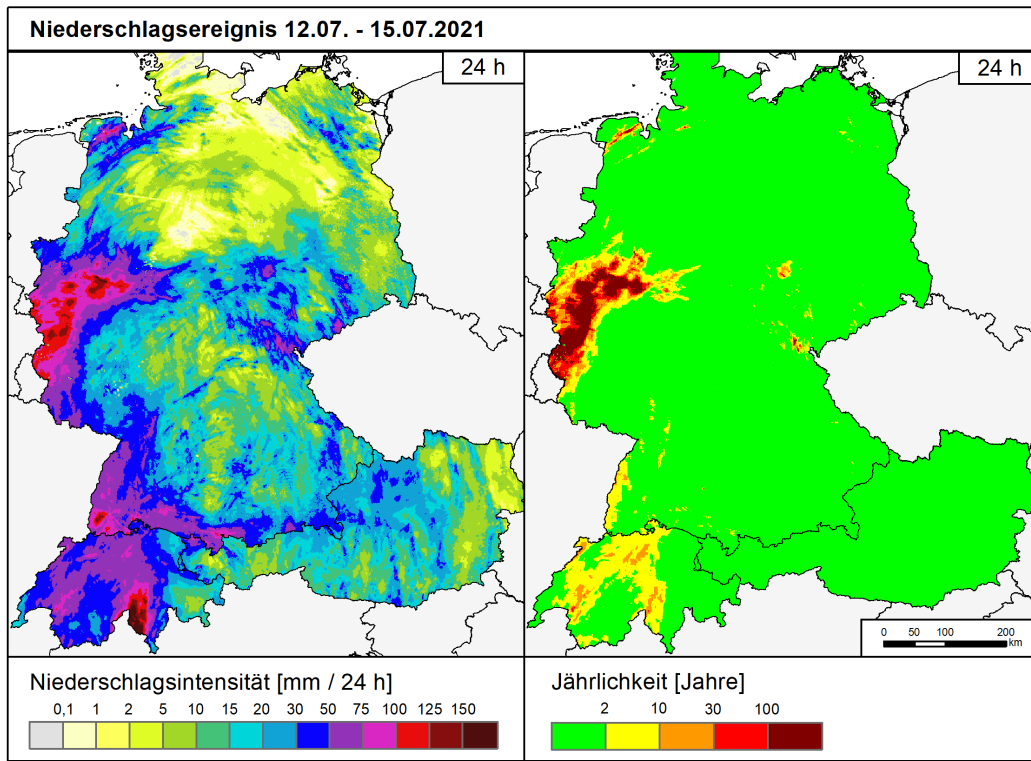 Niederschlagsereignis 12.07. - 15.07.2021
24 h
24 h
0 50 100 200
km
Niederschlagsintensität [mm / 24 h]
0,1 1 2 5 10 15 20 30 50 75 100 125 150
Jährlichkeit [Jahre]
2 10 30 100